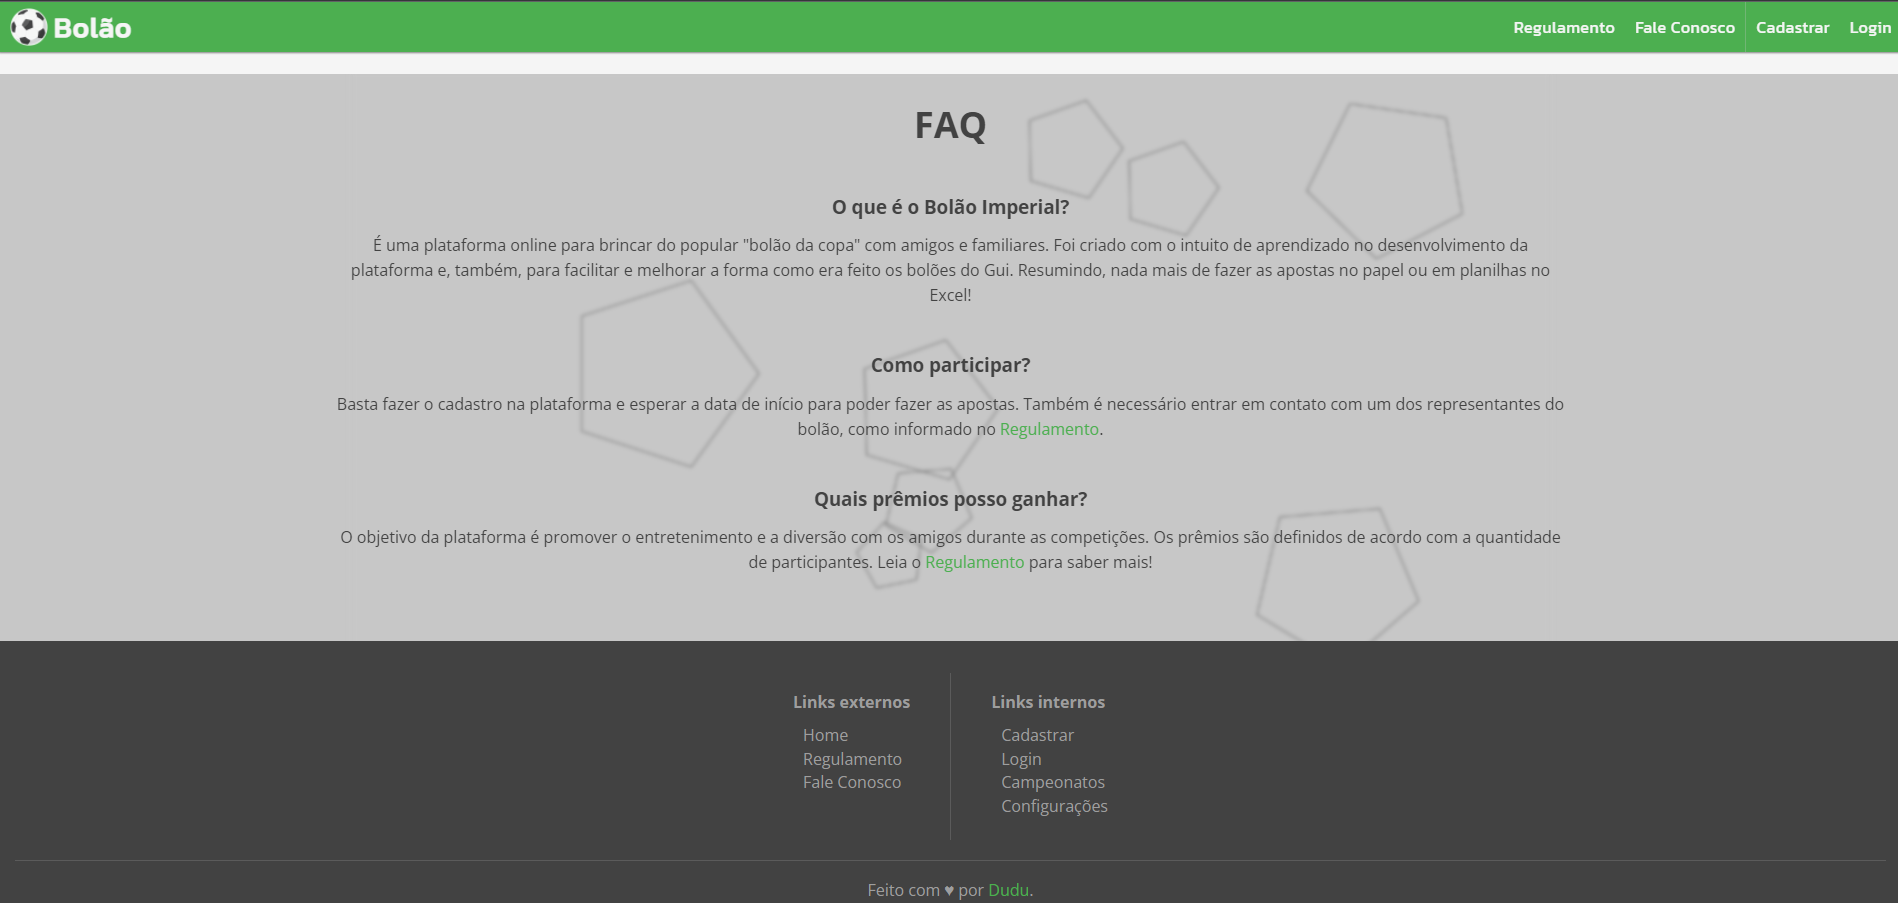 Bolão
Regulamento
Fale Conosco
Cadastrar
Login
FAQ
O que é o Bolão Imperial?
É uma plataforma online para brincar do popular "bolão da copa" com amigos e familiares. Foi criado com o intuito de aprendizado no desenvolvimento da
plataforma e, também, para facilitar e melhorar a forma como era feito os bolões do Gui. Resumindo, nada mais de fazer as apostas no papel ou em planilhas no
Excel!
Como participar?
Basta fazer o cadastro na plataforma e esperar a data de início para poder fazer as apostas. Também é necessário entrar em contato com um dos representantes do
bolão, como informado no Regulamento.
Quais prêmios posso ganhar?
O objetivo da plataforma é promover o entretenimento e a diversão com os amigos durante as competições. Os prêmios são definidos de acordo com a quantidade
de participantes. Leia o Regulamento para saber mais!
Links externos
Home
Regulamento
Fale Conosco
Links internos
Cadastrar
Login
Campeonatos
Configurações
Feito com ♥ por Dudu.